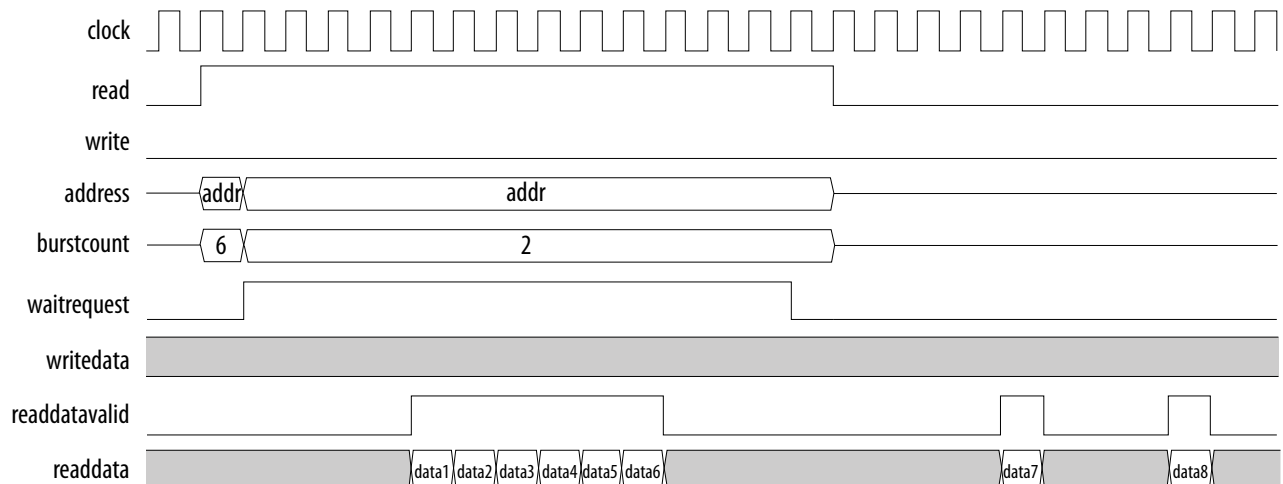 clock
read
write
address addr addr
burstcount 6 2
waitrequest
writedata
readdatavalid
readdata data1 data2 data3 data4 data5 data6 data7 data8